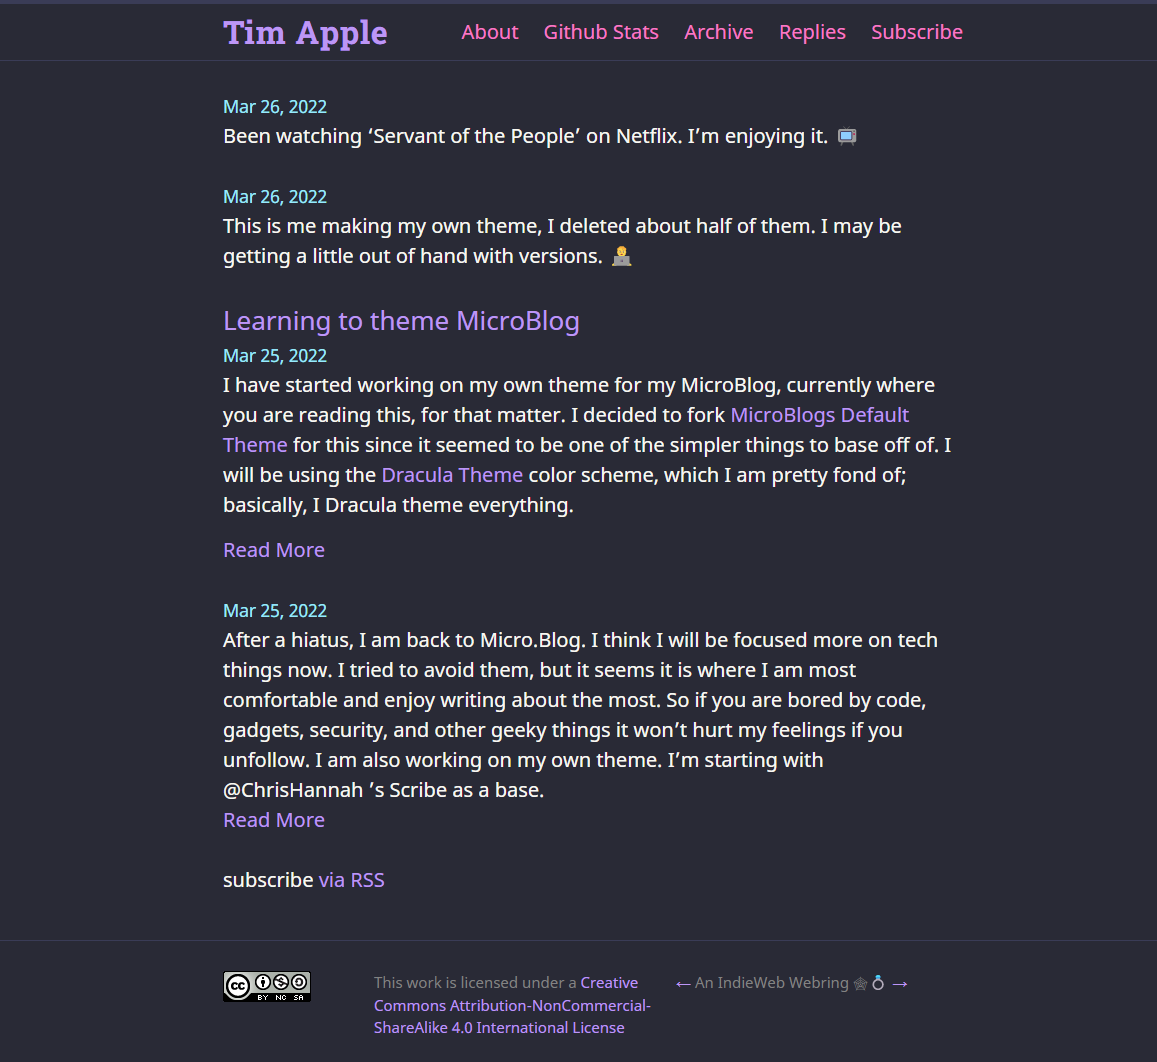 Tim Apple
About Github Stats Archive Replies Subscribe
Mar 26, 2022
Been watching ‘Servant of the People’ on Netflix. I’m enjoying it. 📺
Mar 26, 2022
This is me making my own theme, I deleted about half of them. I may be
getting a little out of hand with versions. 🧑‍💻
Learning to theme MicroBlog
Mar 25, 2022
I have started working on my own theme for my MicroBlog, currently where
you are reading this, for that matter. I decided to fork MicroBlogs Default
Theme for this since it seemed to be one of the simpler things to base off of. I
will be using the Dracula Theme color scheme, which I am pretty fond of;
basically, I Dracula theme everything.
Read More
Mar 25, 2022
After a hiatus, I am back to Micro.Blog. I think I will be focused more on tech
things now. I tried to avoid them, but it seems it is where I am most
comfortable and enjoy writing about the most. So if you are bored by code,
gadgets, security, and other geeky things it won’t hurt my feelings if you
unfollow. I am also working on my own theme. I’m starting with
@ChrisHannah ’s Scribe as a base.
Read More
subscribe via RSS
cc BY NC SA
This work is licensed under a Creative
Commons Attribution-NonCommercial-
ShareAlike 4.0 International License
← An IndieWeb Webring 🕸💍 →